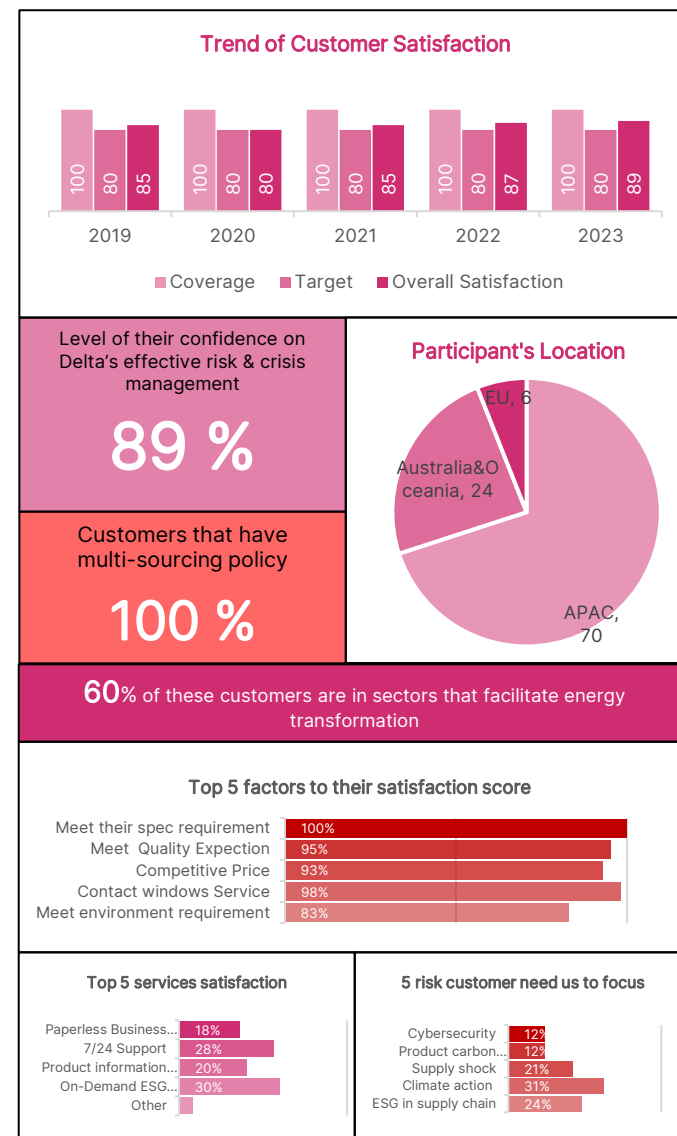 Trend of Customer Satisfaction
100 80 85 100 80 80 100 80 85 100 80 87 100 80 89
2019 2020 2021 2022 2023
Coverage Target Overall Satisfaction
Level of their confidence on
Delta's effective risk & crisis
management
89 %
Customers that have
multi-sourcing policy
100 %
Participant's Location
EU, 6
Australia&O
ceania, 24
APAC,
70
60% of these customers are in sectors that facilitate energy
transformation
Top 5 factors to their satisfaction score
Meet their spec requirement 100%
Meet Quality Expection 95%
Competitive Price 93%
Contact windows Service 98%
Meet environment requirement 83%
Top 5 services satisfaction
Paperless Business... 18%
7/24 Support 28%
Product information... 20%
On-Demand ESG... 30%
Other
5 risk customer need us to focus
Cybersecurity 12%
Product carbon... 12%
Supply shock 21%
Climate action 31%
ESG in supply chain 24%